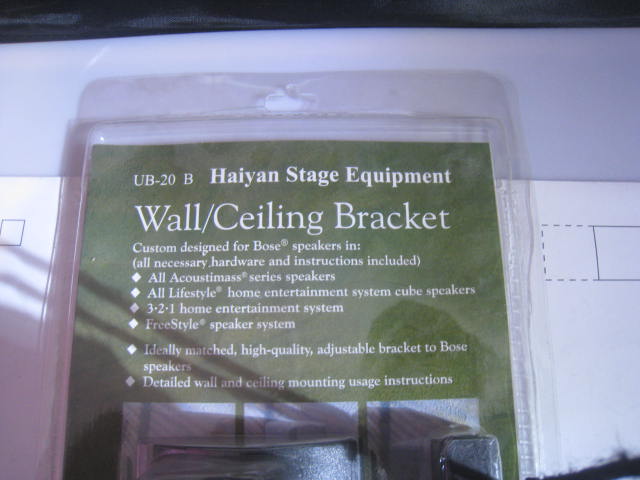 UB-20 B Haiyan Stage Equipment
Wall/Ceiling Bracket
Custom designed for Bose® speakers in:
(all necessary,hardware and instructions included)
◆ All Acoustimass® series speakers
◆ All Lifestyle® home entertainment system cube speakers
◆ 3·2·1 home entertainment system
◆ FreeStyle® speaker system
◆ Ideally matched, high-quality, adjustable bracket to Bose
speakers
◆ Detailed wall and ceiling mounting usage instructions